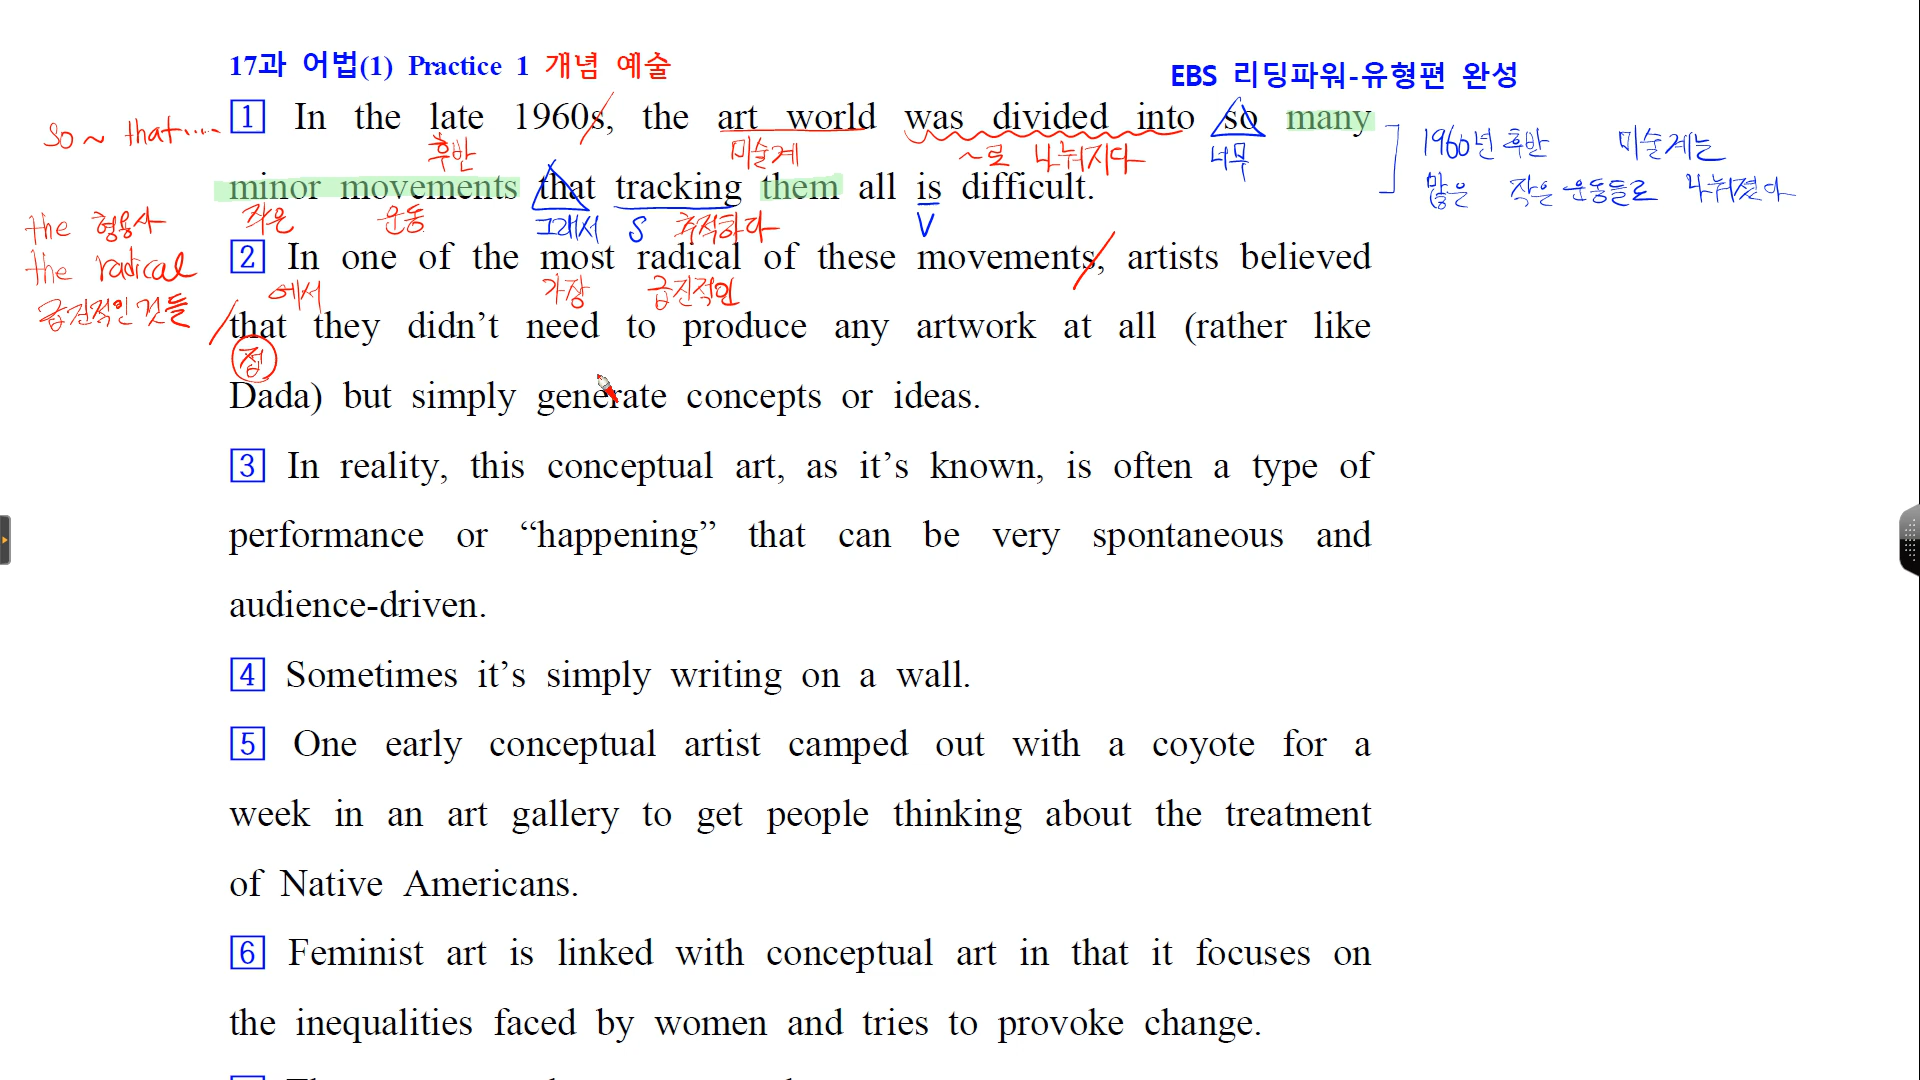 17과 어법(1) Practice 1 개념 예술
EBS 리딩파워-유형편 완성
so ~ that.....
1 In the late 1960s, the art world was divided into so many
후반 미술계 ~로 나눠지다 너무
1960년 후반 미술계는
minor movements that tracking them all is difficult.
많은 작은 운동들로 나눠졌다
작은 운동 그래서 S 추적하다 V
the 형용사
the radical
급진적인 것들
2 In one of the most radical of these movements, artists believed
에서 가장 급진적인
that they didn't need to produce any artwork at all (rather like
접
Dada) but simply generate concepts or ideas.
3 In reality, this conceptual art, as it's known, is often a type of
performance or “happening” that can be very spontaneous and
audience-driven.
4 Sometimes it's simply writing on a wall.
5 One early conceptual artist camped out with a coyote for a
week in an art gallery to get people thinking about the treatment
of Native Americans.
6 Feminist art is linked with conceptual art in that it focuses on
the inequalities faced by women and tries to provoke change.